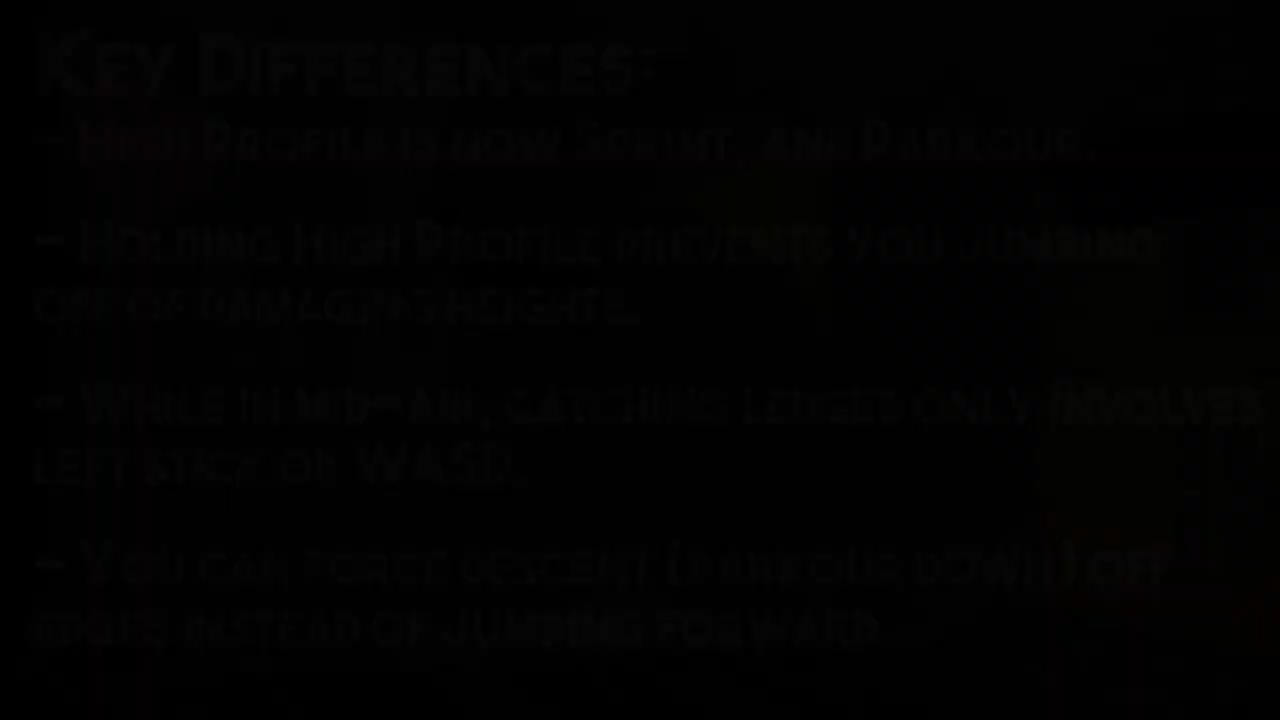 Key Differences:
- High Profile is now Sprint, and Parkour.
- Holding High Profile prevents you jumping
off of damaging heights.
- While in mid-air, catching ledges only involves
left stick or WASD.
- You can force descent (parkour down) off
edges instead of jumping forward.